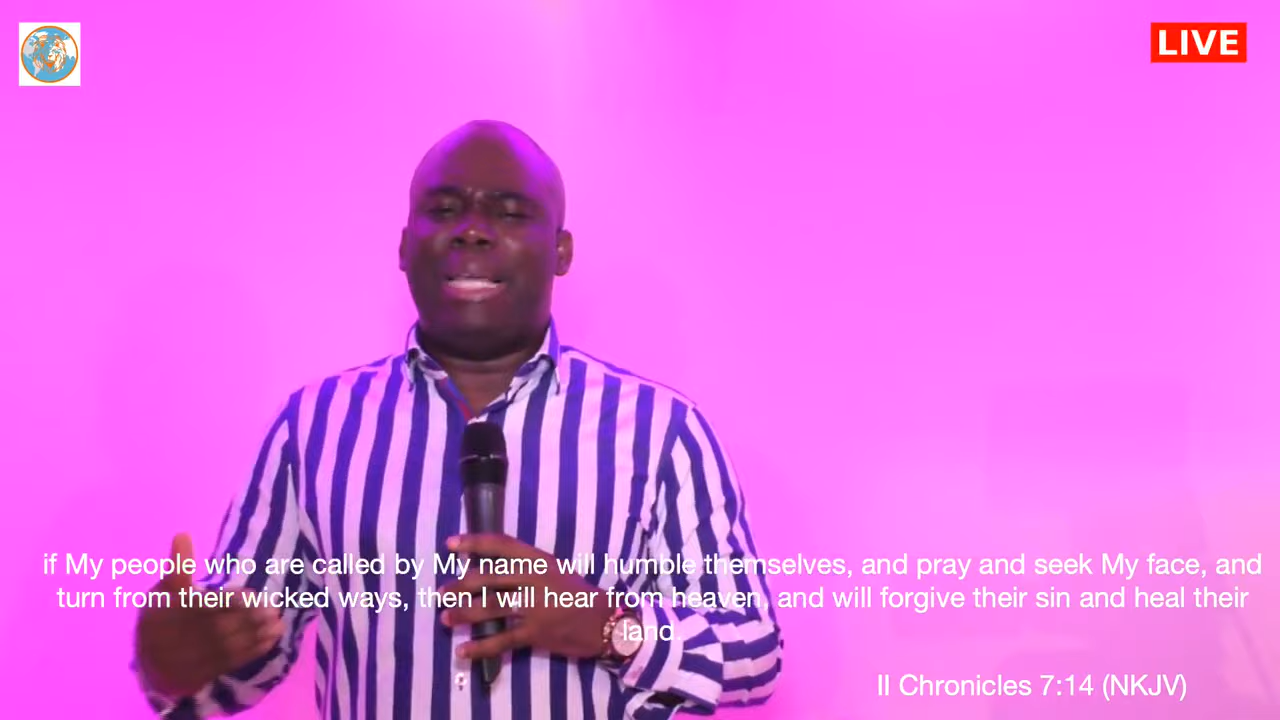 LIVE
if My people who are called by My name will humble themselves, and pray and seek My face, and
turn from their wicked ways, then I will hear from heaven, and will forgive their sin and heal their
land.
II Chronicles 7:14 (NKJV)